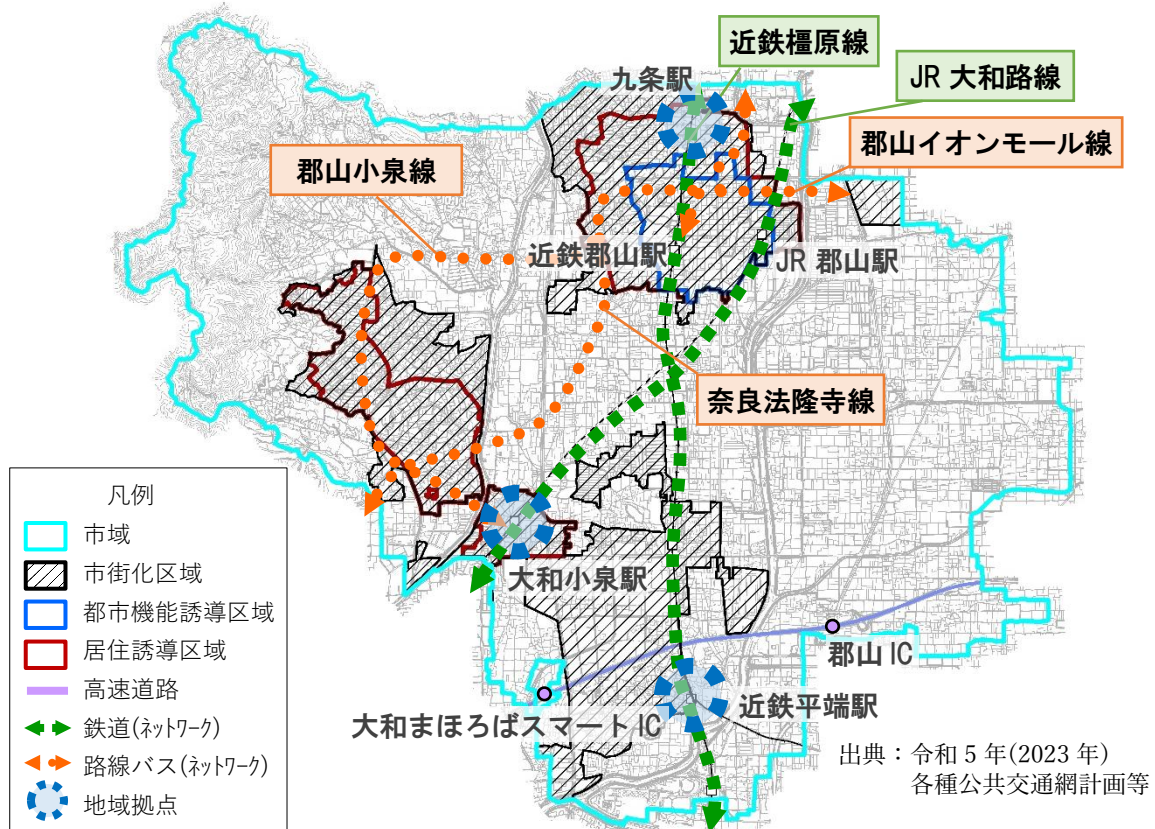 近鉄橿原線
九条駅
JR 大和路線
郡山イオンモール線
郡山小泉線
近鉄郡山駅
JR 郡山駅
奈良法隆寺線
大和小泉駅
郡山 IC
大和まほろばスマート IC
近鉄平端駅
凡例
市域
市街化区域
都市機能誘導区域
居住誘導区域
高速道路
鉄道(ネットワーク)
路線バス(ネットワーク)
地域拠点
出典：令和 5 年(2023 年)
各種公共交通網計画等